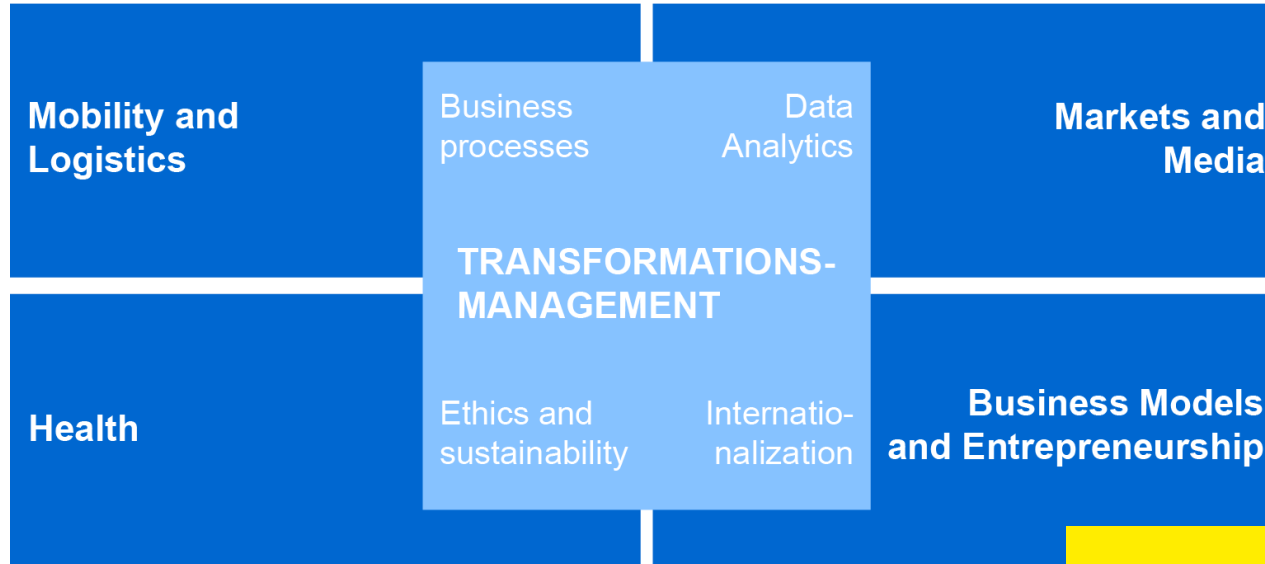 Mobility and
Logistics
Business
processes
Data
Analytics
Markets and
Media
TRANSFORMATIONS-
MANAGEMENT
Health
Ethics and
sustainability
Internatio-
nalization
Business Models
and Entrepreneurship